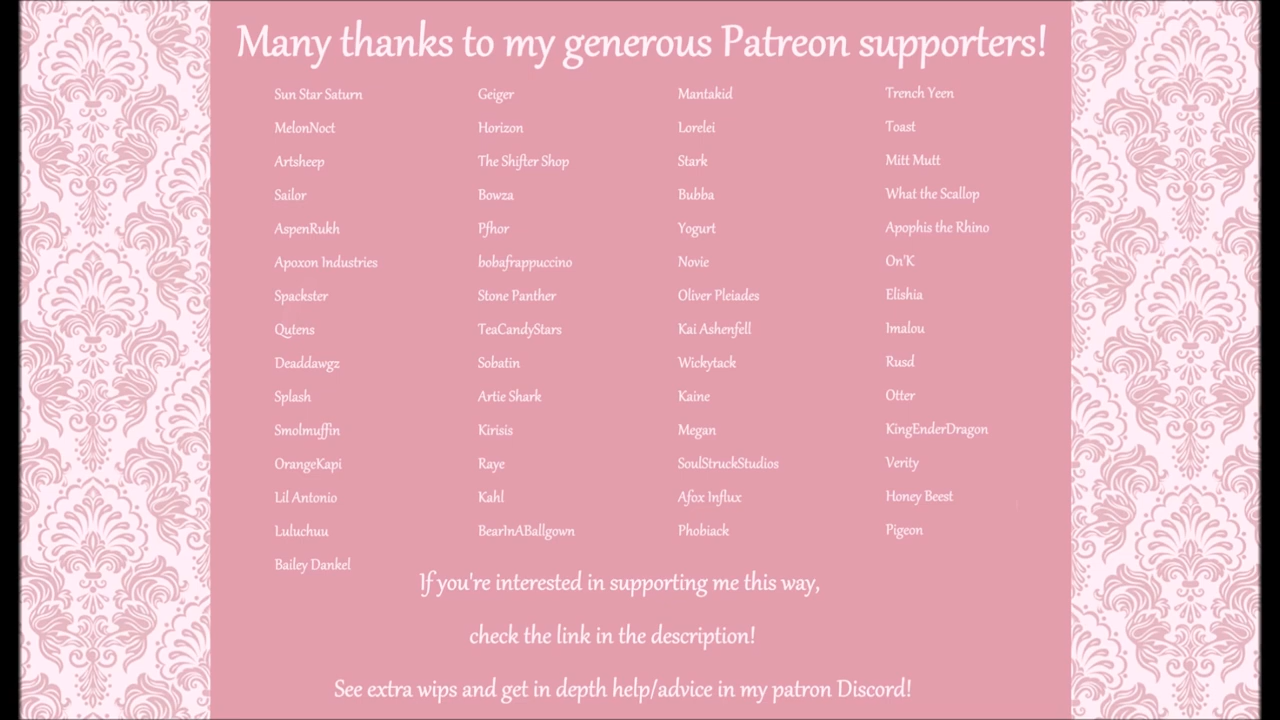 Many thanks to my generous Patreon supporters!
Sun Star Saturn
MelonNoct
Artsheep
Sailor
AspenRukh
Apoxon Industries
Spackster
Qutens
Deaddawgz
Splash
Smolmuffin
OrangeKapi
Lil Antonio
Luluchuu
Bailey Dankel
Geiger
Horizon
The Shifter Shop
Bowza
Pfhor
bobafrappuccino
Stone Panther
TeaCandyStars
Sobatin
Artie Shark
Kirisis
Raye
Kahl
BearInABallgown
Mantakid
Lorelei
Stark
Bubba
Yogurt
Novie
Oliver Pleiades
Kai Ashenfell
Wickytack
Kaine
Megan
SoulStruckStudios
Afox Influx
Phobiack
Trench Yeen
Toast
Mitt Mutt
What the Scallop
Apophis the Rhino
On'K
Elishia
Imalou
Rusd
Otter
KingEnderDragon
Verity
Honey Beest
Pigeon
If you're interested in supporting me this way,
check the link in the description!
See extra wips and get in depth help/advice in my patron Discord!